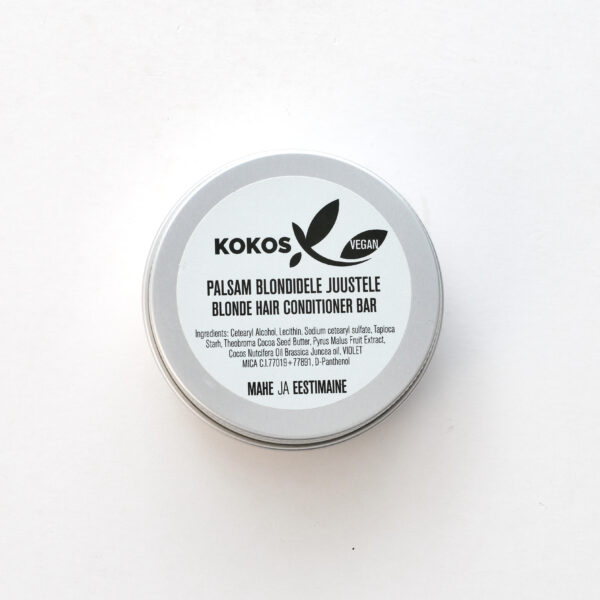 KOKOS
VEGAN
PALSAM BLONDIDELE JUUSTELE
BLONDE HAIR CONDITIONER BAR
Ingredients: Cetearyl Alcohol, Lecithin, Sodium cetearyl sulfate, Tapioca
Starh, Theobroma Cocoa Seed Butter, Pyrus Malus Fruit Extract,
Cocos Nutcifera Oil Brassica Juncea oil, VIOLET
MICA C.I.77019+77891, D-Panthenol
MAHE JA EESTIMAINE